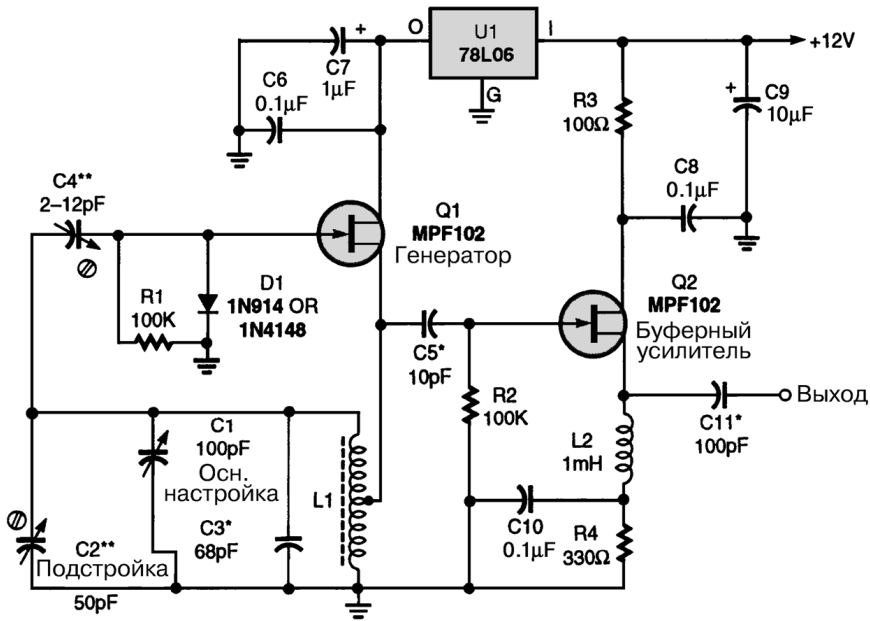 O
U1
78L06
I
G
+12V
+
C7
1µF
C6
0.1µF
R3
100Ω
+
C9
10µF
C8
0.1µF
C4**
2–12pF
Q1
MPF102
Генератор
D1
1N914 OR
1N4148
R1
100K
Q2
MPF102
Буферный
усилитель
C5*
10pF
R2
100K
C11*
100pF
Выход
L2
1mH
C1
100pF
Осн.
настройка
L1
C3*
68pF
C2**
Подстройка
50pF
C10
0.1µF
R4
330Ω